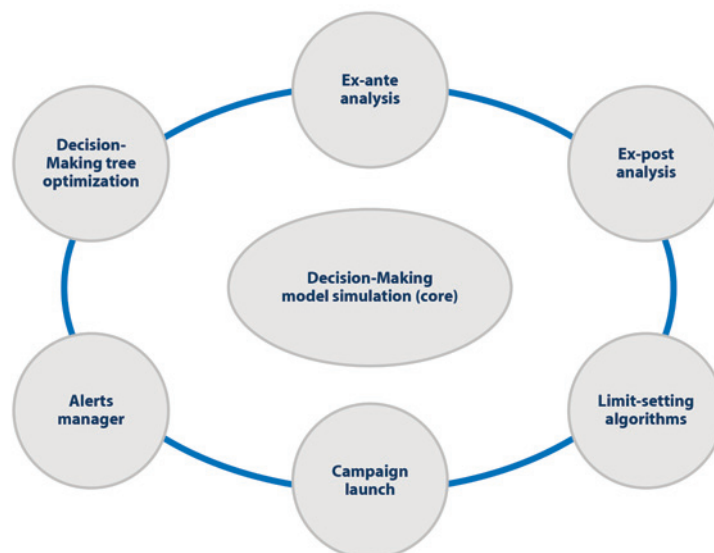 Ex-ante
analysis
Decision-
Making tree
optimization
Ex-post
analysis
Decision-Making
model simulation (core)
Alerts
manager
Limit-setting
algorithms
Campaign
launch